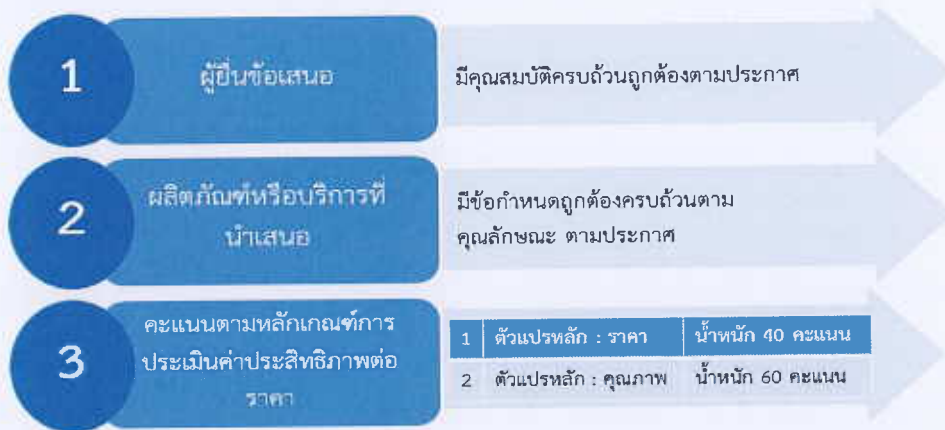 1
ผู้ยื่นข้อเสนอ
มีคุณสมบัติครบถ้วนถูกต้องตามประกาศ
2
ผลิตภัณฑ์หรือบริการที่
นำเสนอ
มีข้อกำหนดถูกต้องครบถ้วนตาม
คุณลักษณะ ตามประกาศ
3
คะแนนตามหลักเกณฑ์การ
ประเมินค่าประสิทธิภาพต่อ
ราคา
1 ตัวแปรหลัก : ราคา น้ำหนัก 40 คะแนน
2 ตัวแปรหลัก : คุณภาพ น้ำหนัก 60 คะแนน